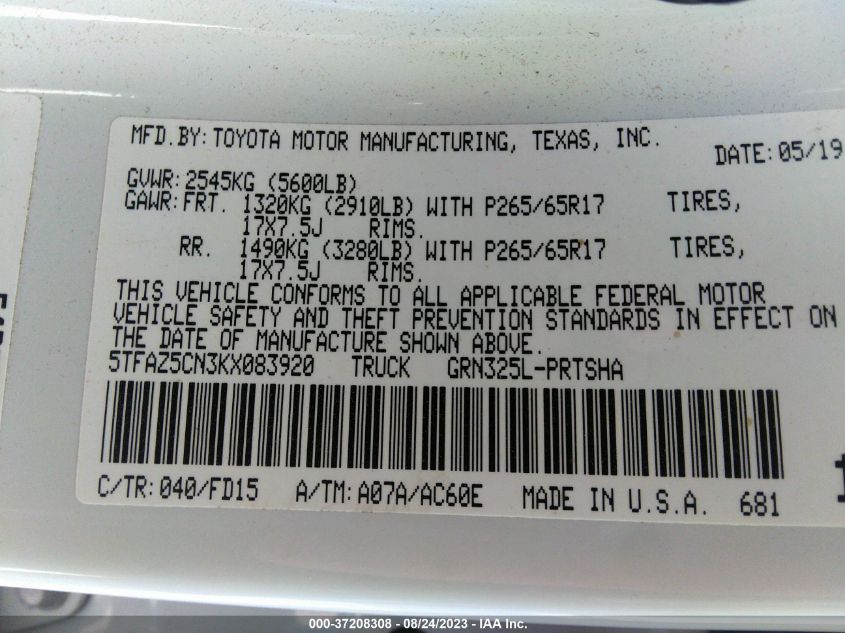 MFD.BY:TOYOTA MOTOR MANUFACTURING, TEXAS, INC. DATE:05/19
GVWR:2545KG (5600LB)
GAWR:FRT. 1320KG (2910LB) WITH P265/65R17 TIRES,
17X7.5J RIMS.
RR. 1490KG (3280LB) WITH P265/65R17 TIRES,
17X7.5J RIMS.
THIS VEHICLE CONFORMS TO ALL APPLICABLE FEDERAL MOTOR
VEHICLE SAFETY AND THEFT PREVENTION STANDARDS IN EFFECT ON
THE DATE OF MANUFACTURE SHOWN ABOVE.
5TFAZ5CN3KX083920 TRUCK GRN325L-PRTSHA
C/TR:040/FD15 A/TM:A07A/AC60E MADE IN U.S.A. 681
000-37208308 - 08/24/2023 - IAA Inc.